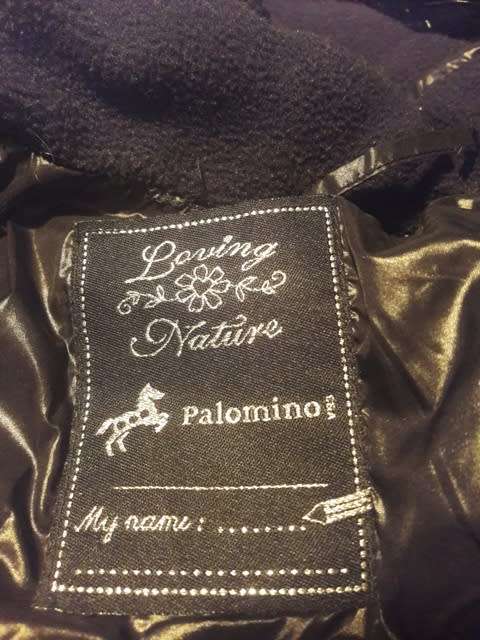 Loving
Nature
Palomino C&A
My name : ........